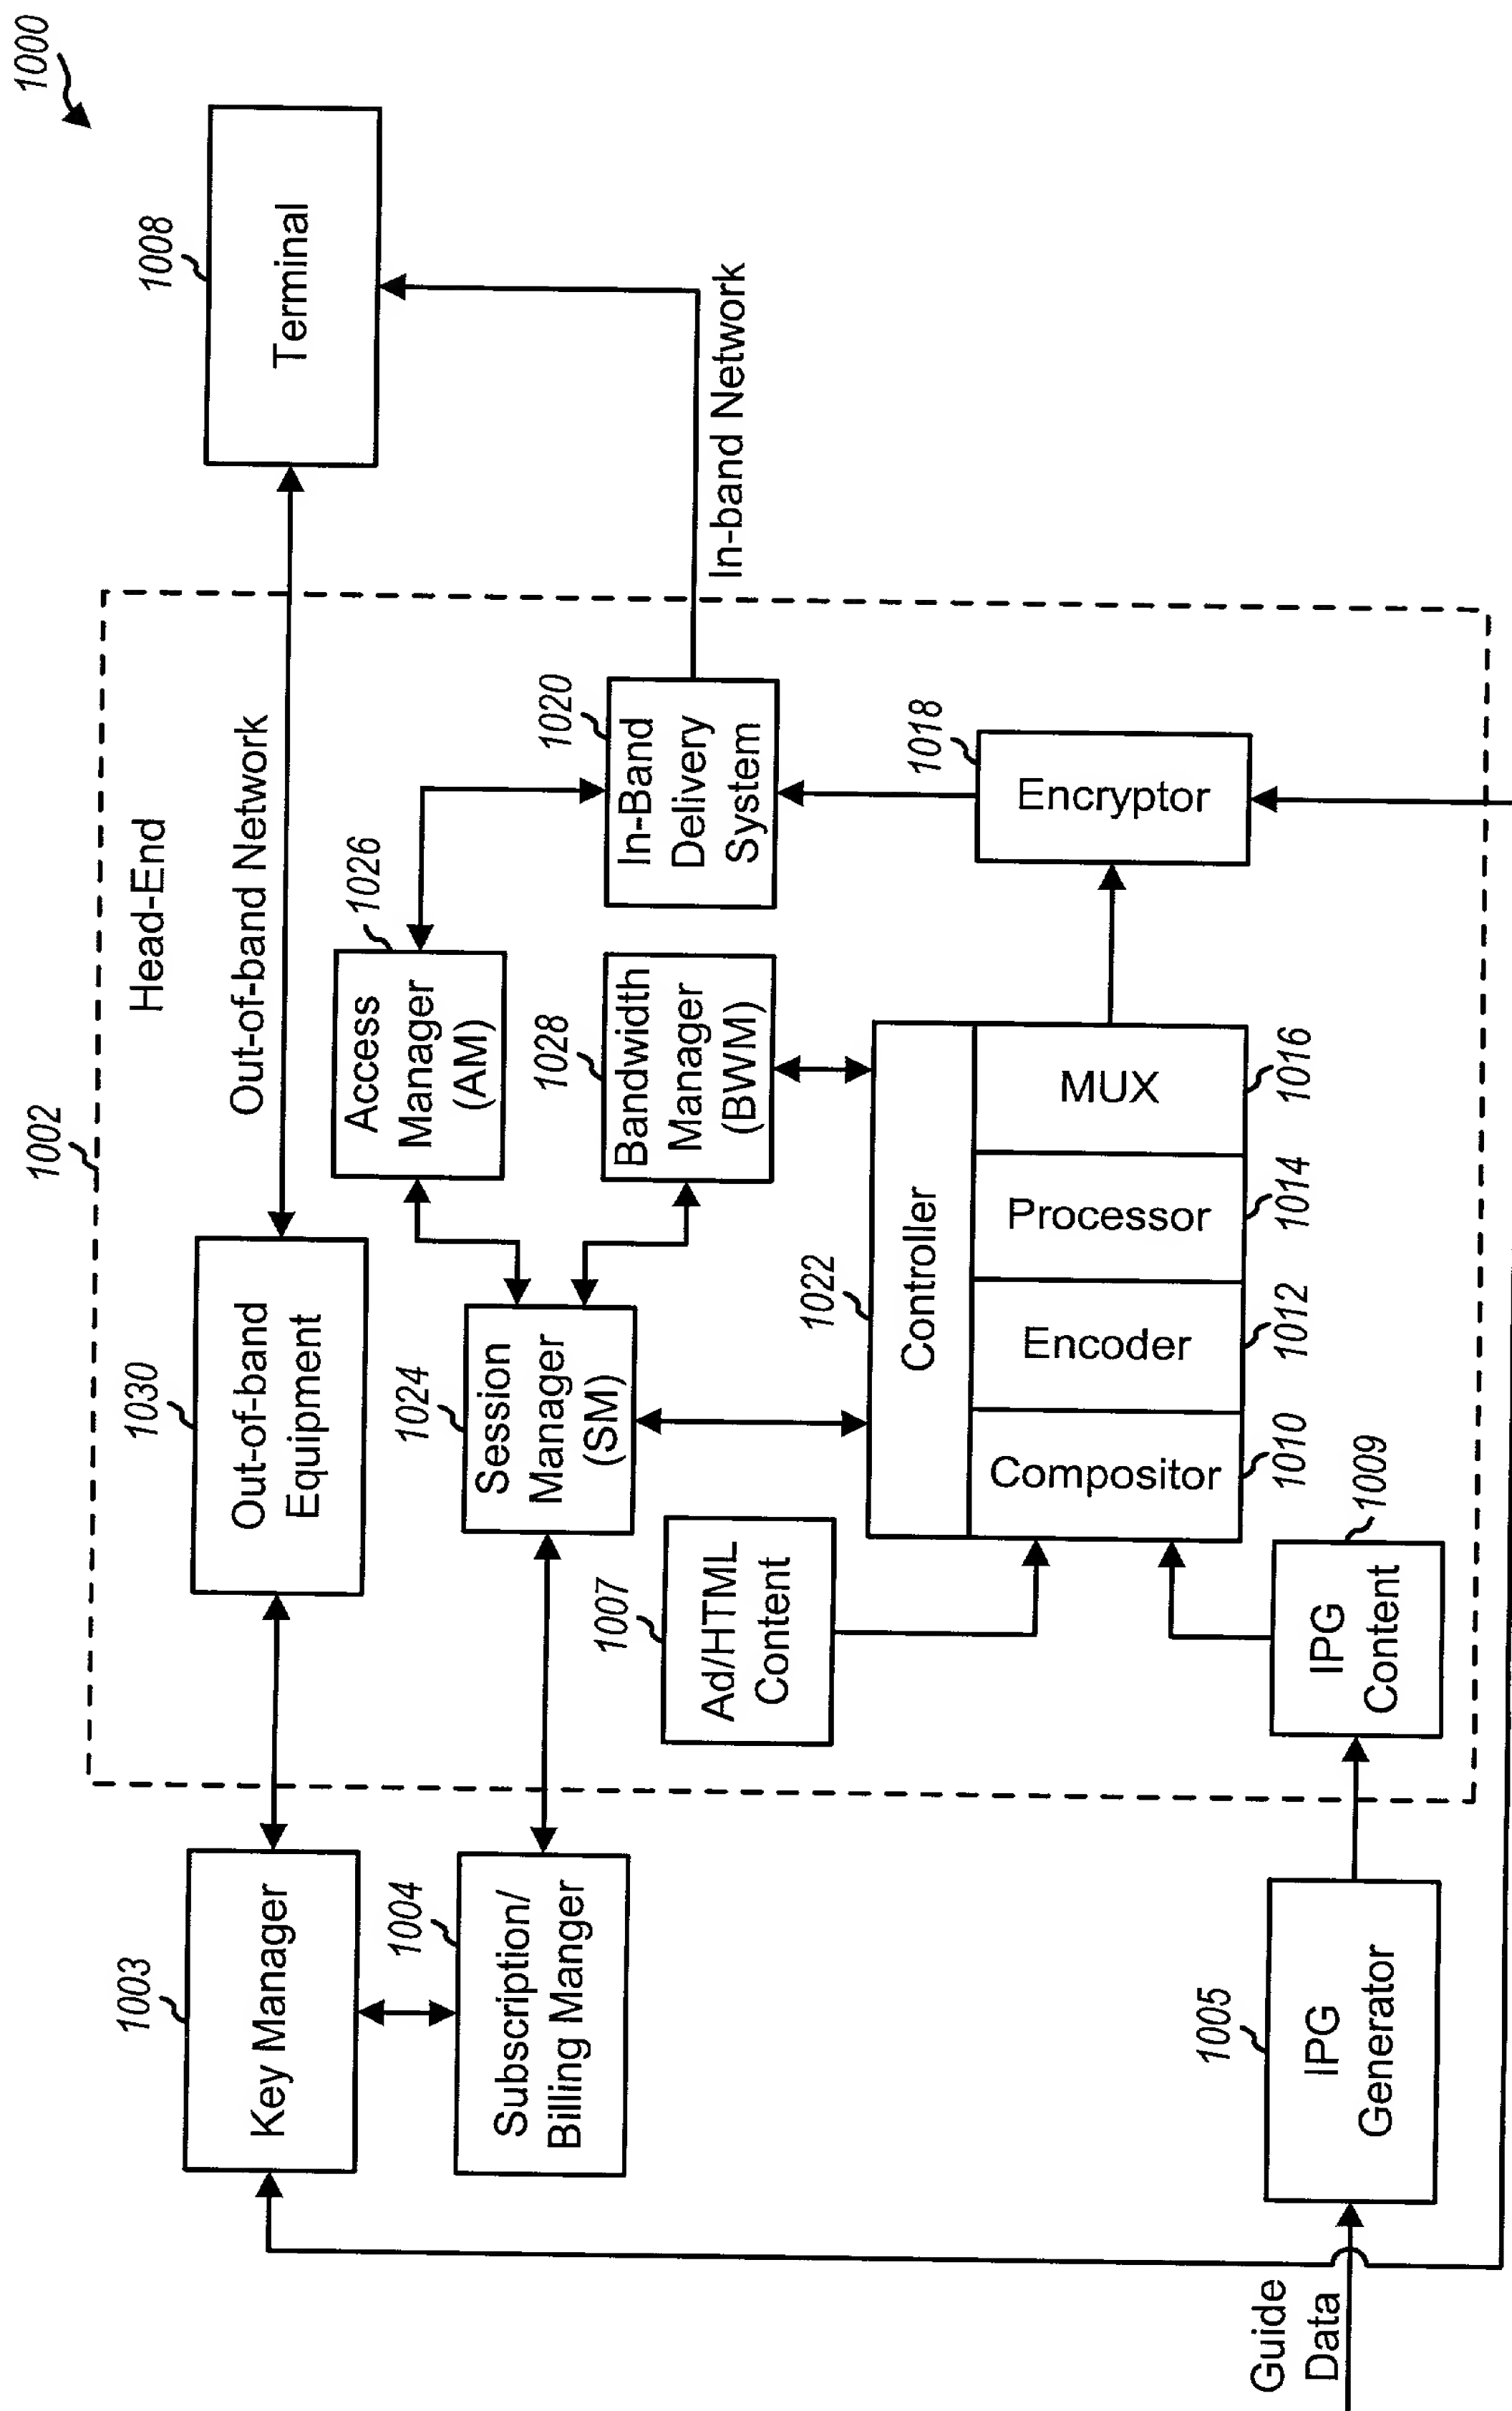 1000
1002
Head-End
1003
Key Manager
1030
Out-of-band
Equipment
Out-of-band Network
1008
Terminal
1004
Subscription/
Billing Manger
1024
Session
Manager
(SM)
1026
Access
Manager
(AM)
1028
Bandwidth
Manager
(BWM)
1020
In-Band
Delivery
System
In-band Network
1007
Ad/HTML
Content
1022
Controller
Compositor
Encoder
Processor
MUX
1010
1012
1014
1016
1018
Encryptor
1005
IPG
Generator
1009
IPG
Content
Guide
Data